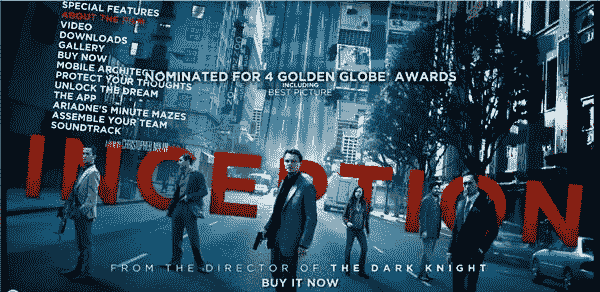 SPECIAL FEATURES
ABOUT THE FILM
VIDEO
DOWNLOADS
GALLERY
BUY NOW
MOBILE ARCHITEC
NOMINATED FOR 4 GOLDEN GLOBE AWARDS
INCLUDING
BEST PICTURE
PROTECT YOUR THOUGHTS
UNLOCK THE DREAM
THE APP
ARIADNE'S MINUTE MAZES
ASSEMBLE YOUR TEAM
SOUNDTRACK
INCEPTION
FROM THE DIRECTOR OF THE DARK KNIGHT
BUY IT NOW